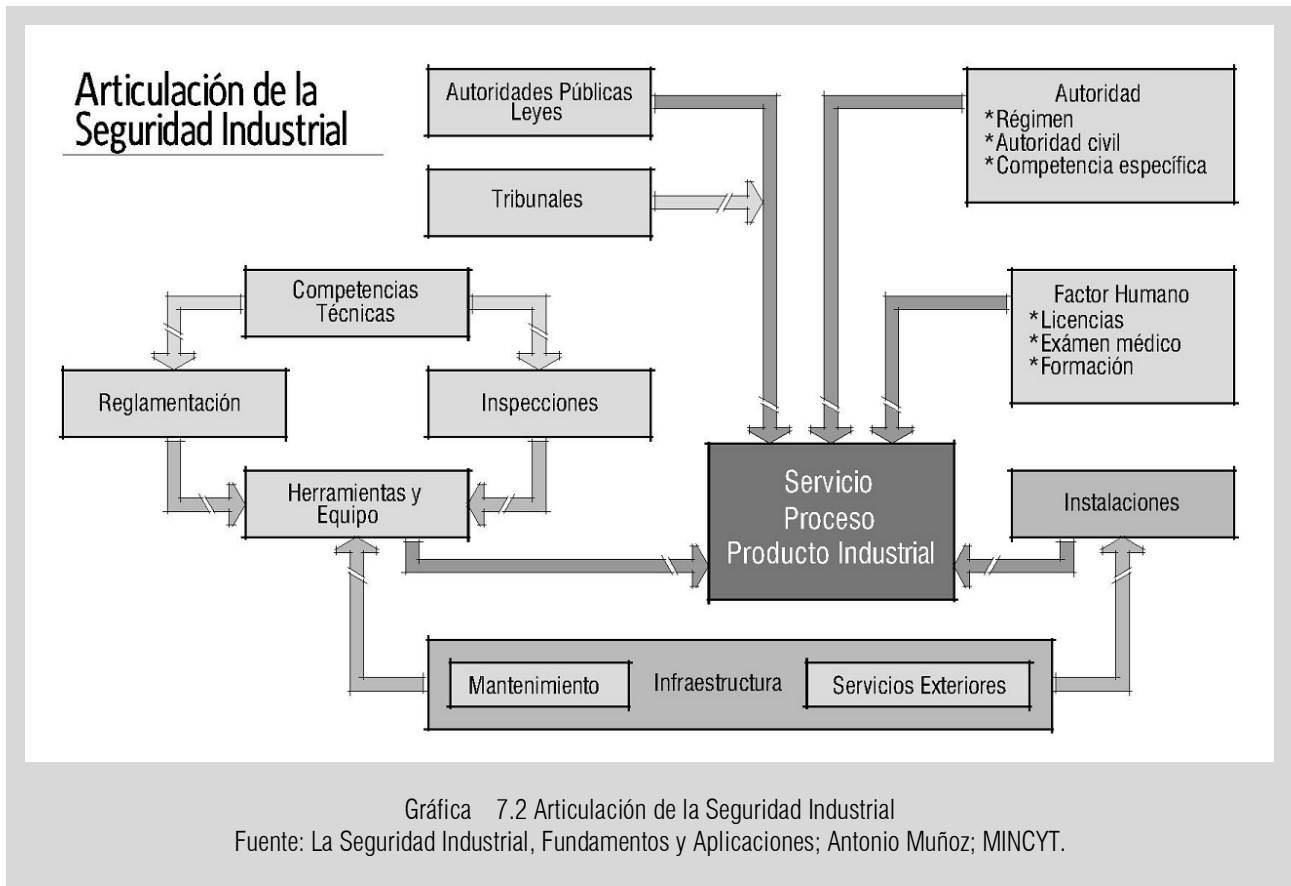 Articulación de la
Seguridad Industrial
Autoridades Públicas
Leyes
Autoridad
*Régimen
*Autoridad civil
*Competencia específica
Tribunales
Competencias
Técnicas
Factor Humano
*Licencias
*Exámen médico
*Formación
Reglamentación
Inspecciones
Herramientas y
Equipo
Servicio
Proceso
Producto Industrial
Instalaciones
Mantenimiento
Infraestructura
Servicios Exteriores
Gráfica 7.2 Articulación de la Seguridad Industrial
Fuente: La Seguridad Industrial, Fundamentos y Aplicaciones; Antonio Muñoz; MINCYT.